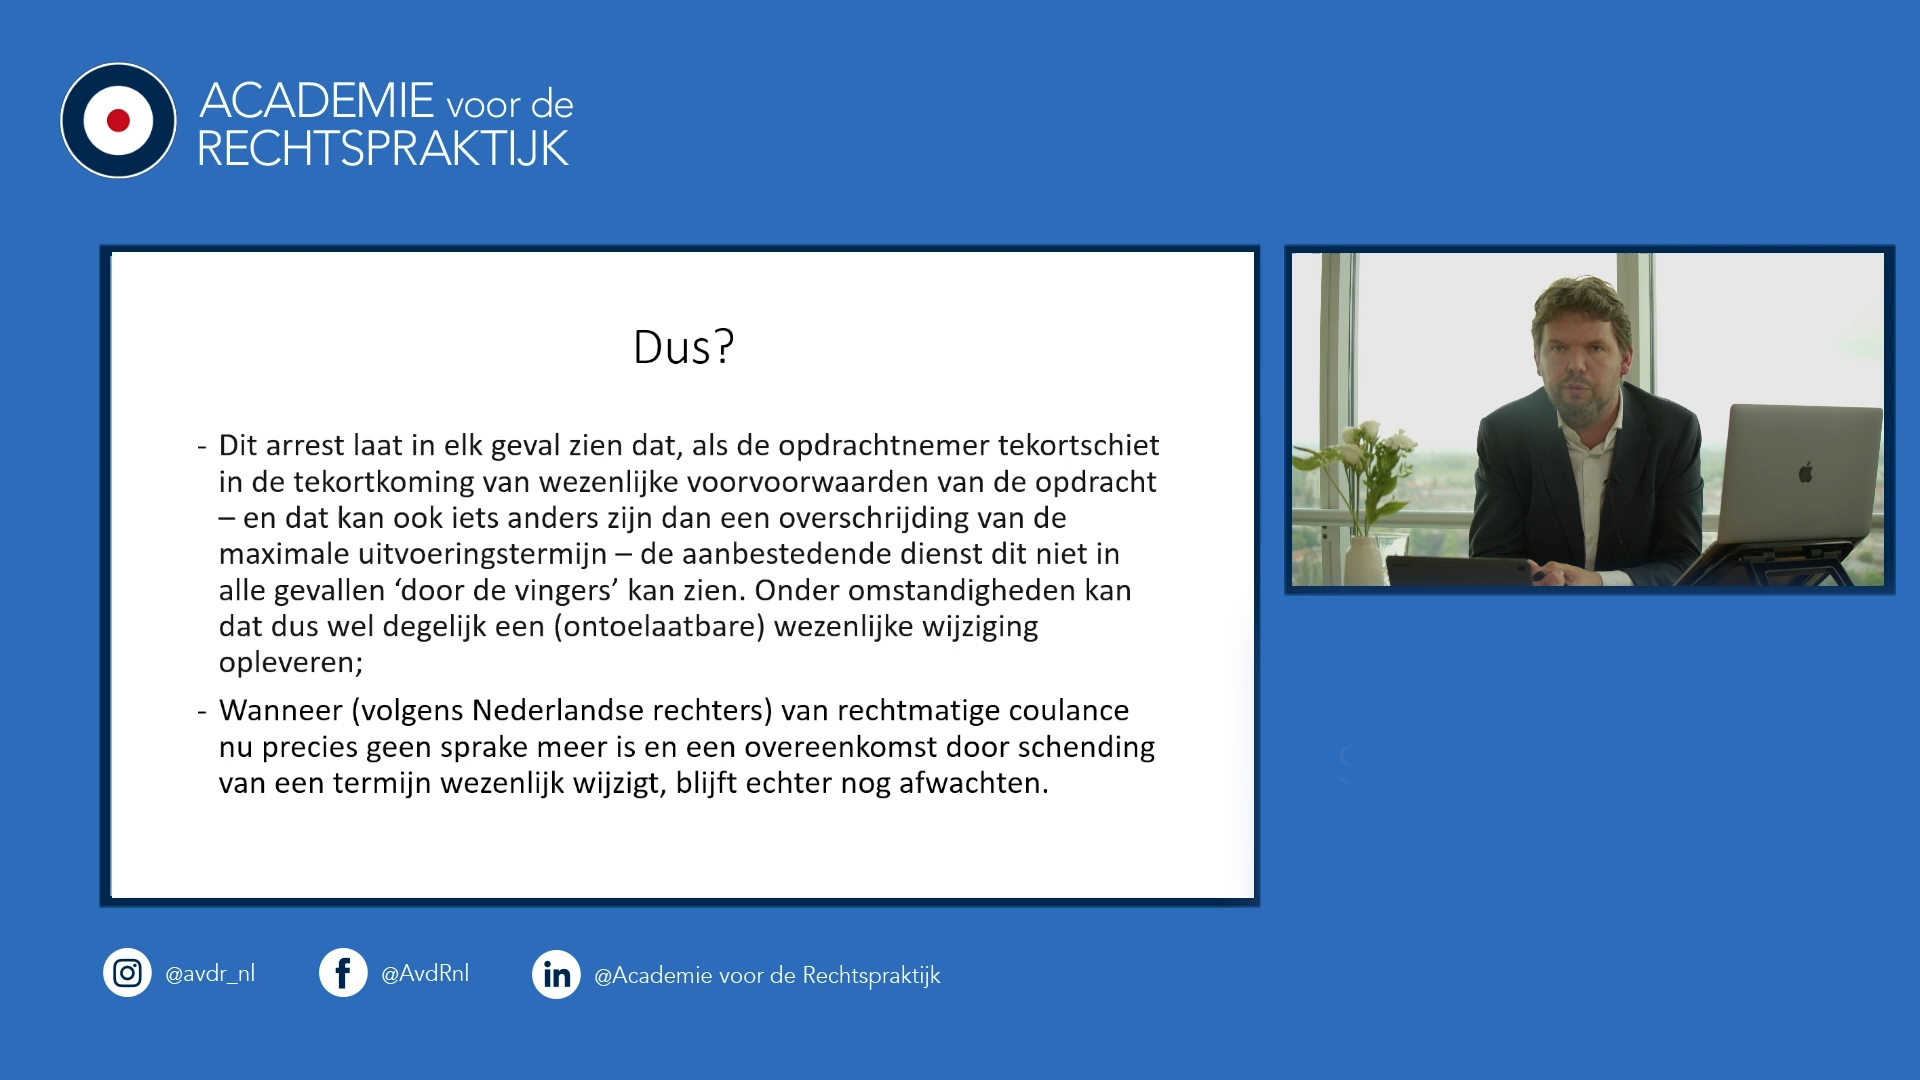 ACADEMIE voor de
RECHTSPRAKTIJK
Dus?
- Dit arrest laat in elk geval zien dat, als de opdrachtnemer tekortschiet
in de tekortkoming van wezenlijke voorvoorwaarden van de opdracht
– en dat kan ook iets anders zijn dan een overschrijding van de
maximale uitvoeringstermijn – de aanbestedende dienst dit niet in
alle gevallen ‘door de vingers’ kan zien. Onder omstandigheden kan
dat dus wel degelijk een (ontoelaatbare) wezenlijke wijziging
opleveren;
- Wanneer (volgens Nederlandse rechters) van rechtmatige coulance
nu precies geen sprake meer is en een overeenkomst door schending
van een termijn wezenlijk wijzigt, blijft echter nog afwachten.
@avdr_nl
@AvdRnl
@Academie voor de Rechtspraktijk